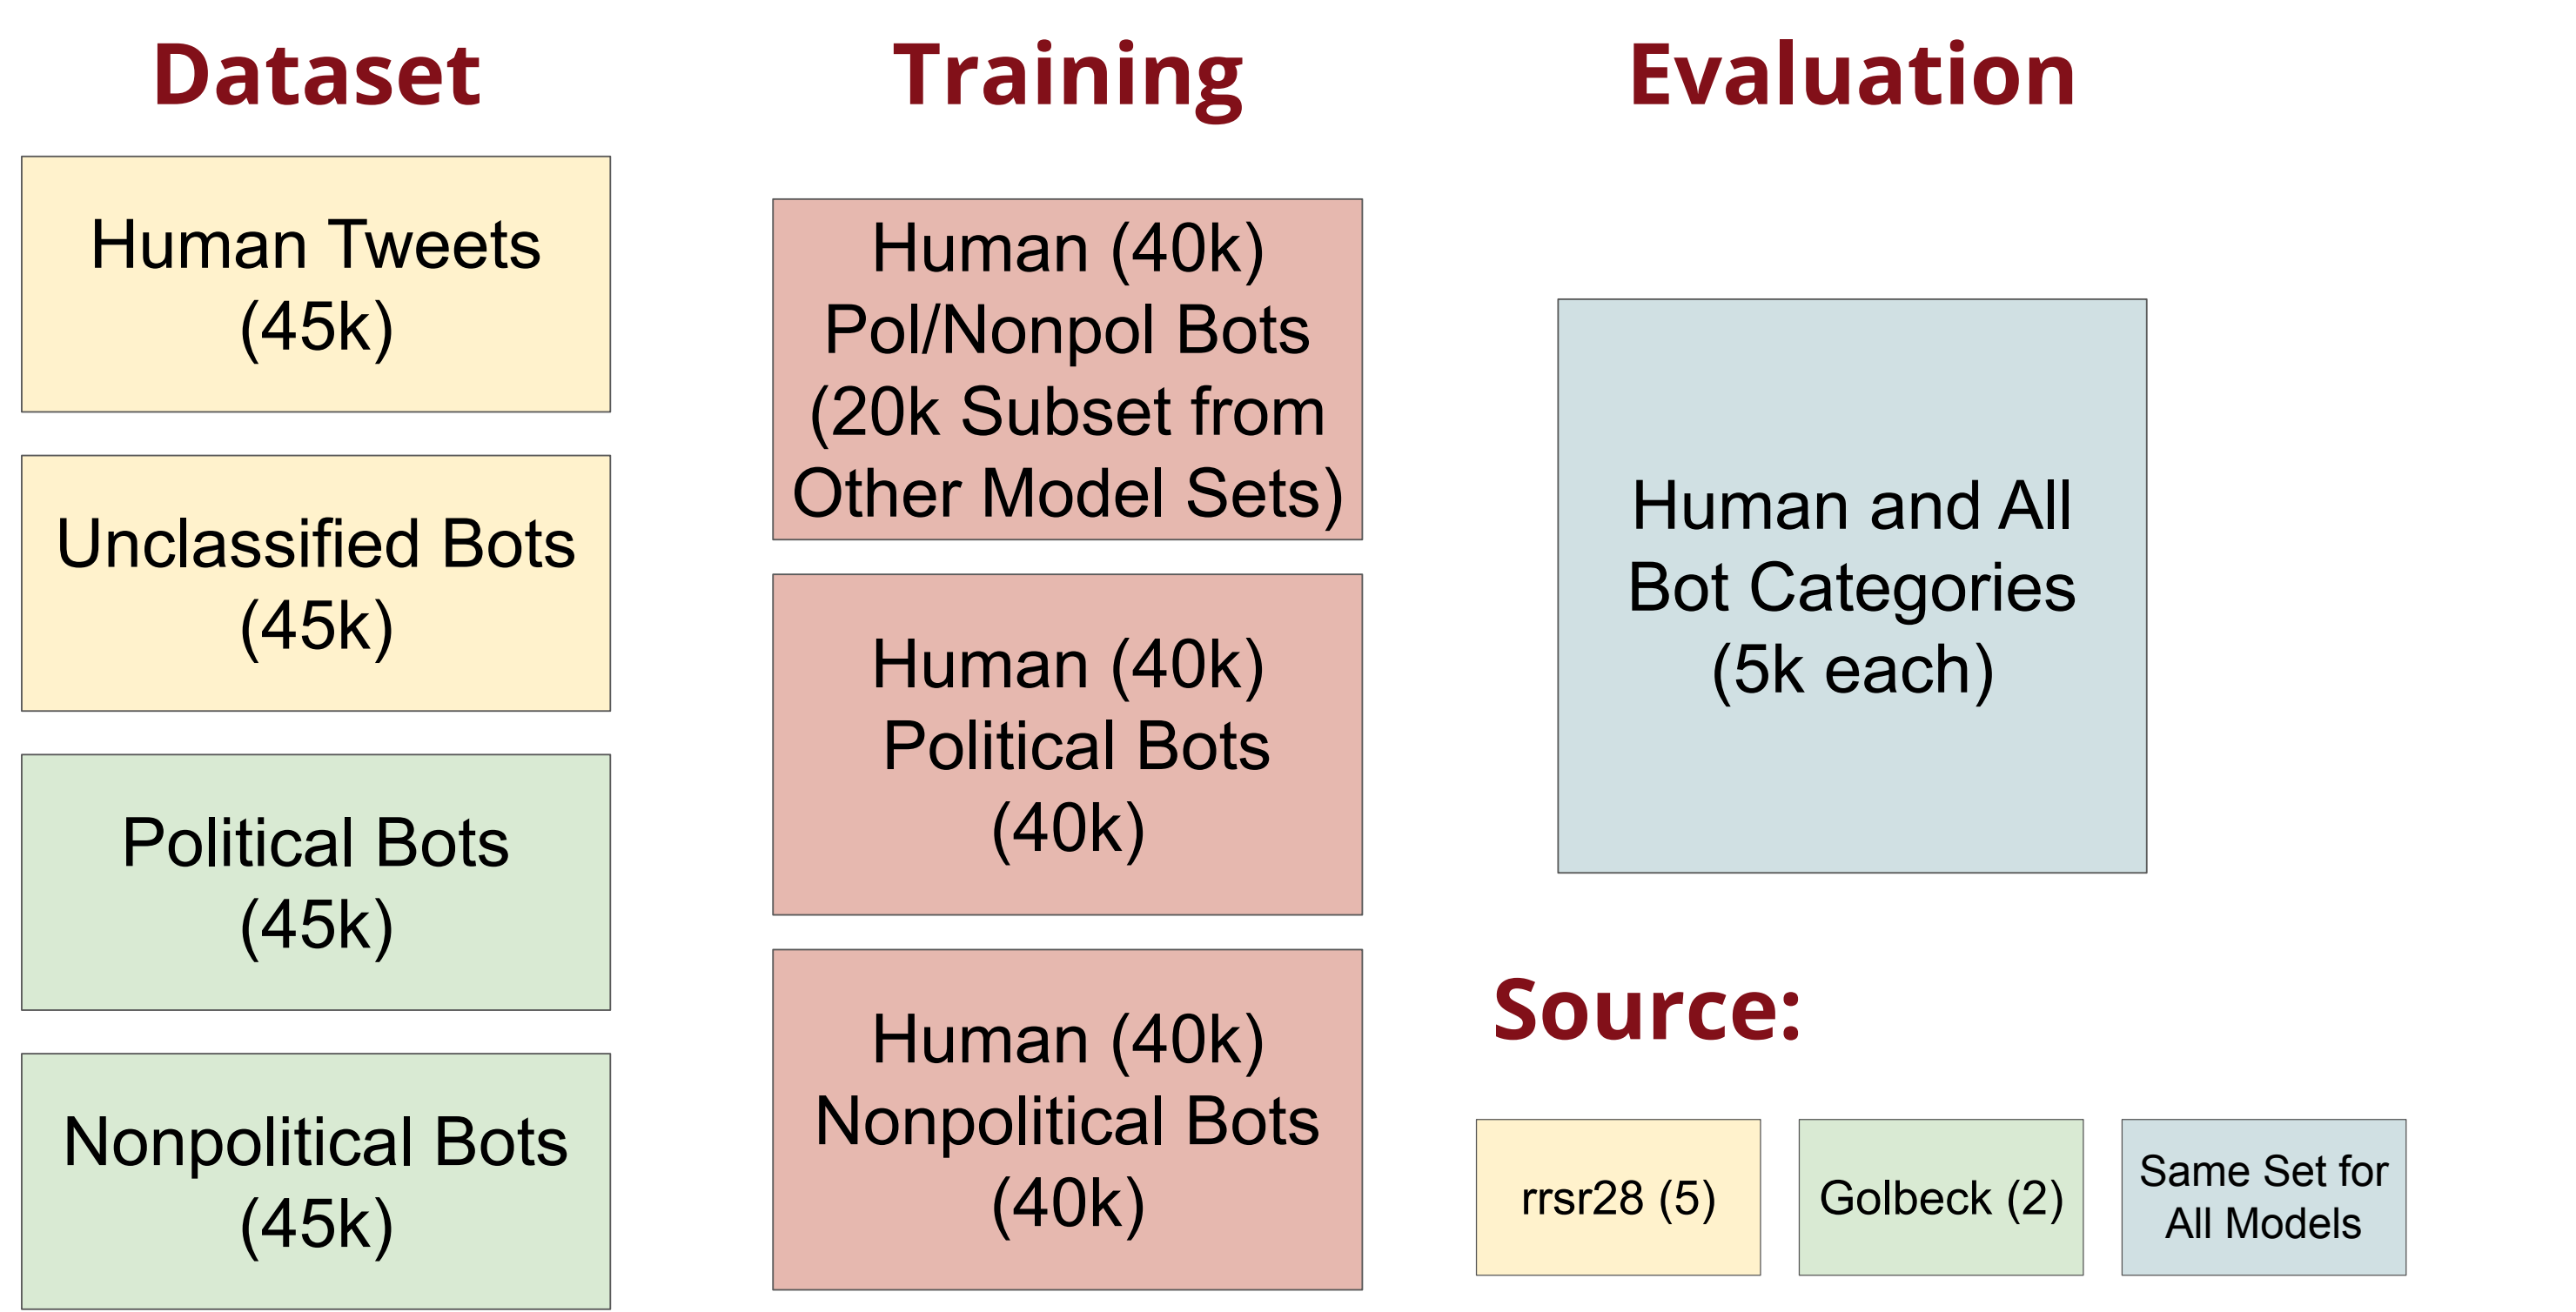 Dataset
Human Tweets
(45k)
Unclassified Bots
(45k)
Political Bots
(45k)
Nonpolitical Bots
(45k)
Training
Human (40k)
Pol/Nonpol Bots
(20k Subset from
Other Model Sets)
Human (40k)
Political Bots
(40k)
Human (40k)
Nonpolitical Bots
(40k)
Evaluation
Human and All
Bot Categories
(5k each)
Source:
rrsr28 (5)
Golbeck (2)
Same Set for
All Models